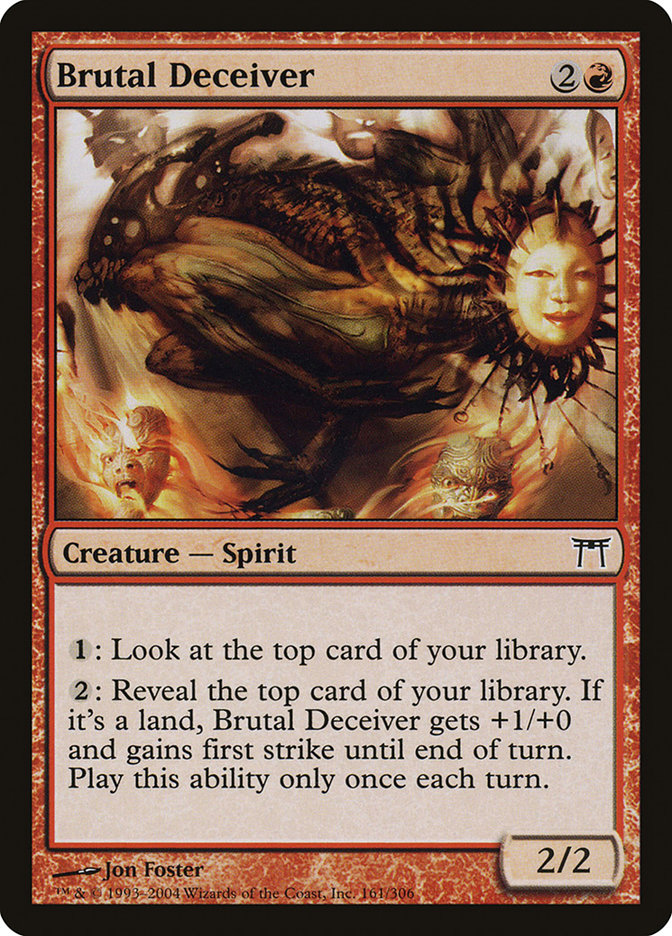 Brutal Deceiver 2
Creature — Spirit
1: Look at the top card of your library.
2: Reveal the top card of your library. If
it's a land, Brutal Deceiver gets +1/+0
and gains first strike until end of turn.
Play this ability only once each turn.
2/2
Jon Foster
™ & © 1993–2004 Wizards of the Coast, Inc. 161/306